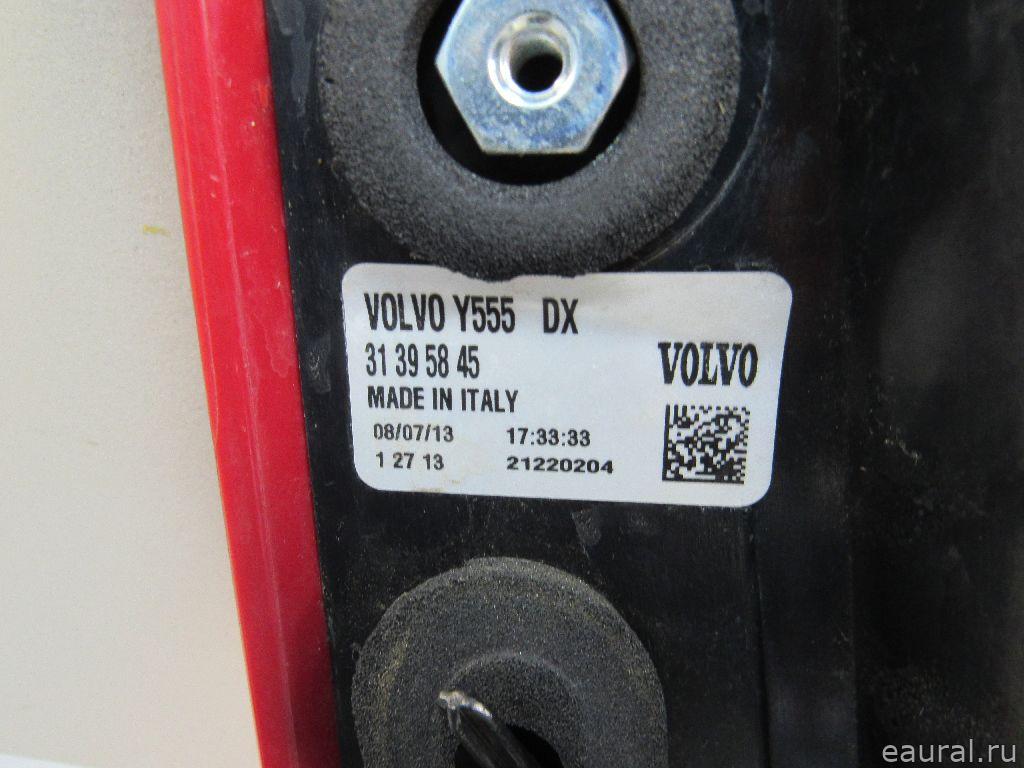 VOLVO Y555 DX
31 39 58 45
VOLVO
MADE IN ITALY
08/07/13 17:33:33
1 27 13 21220204
eaural.ru